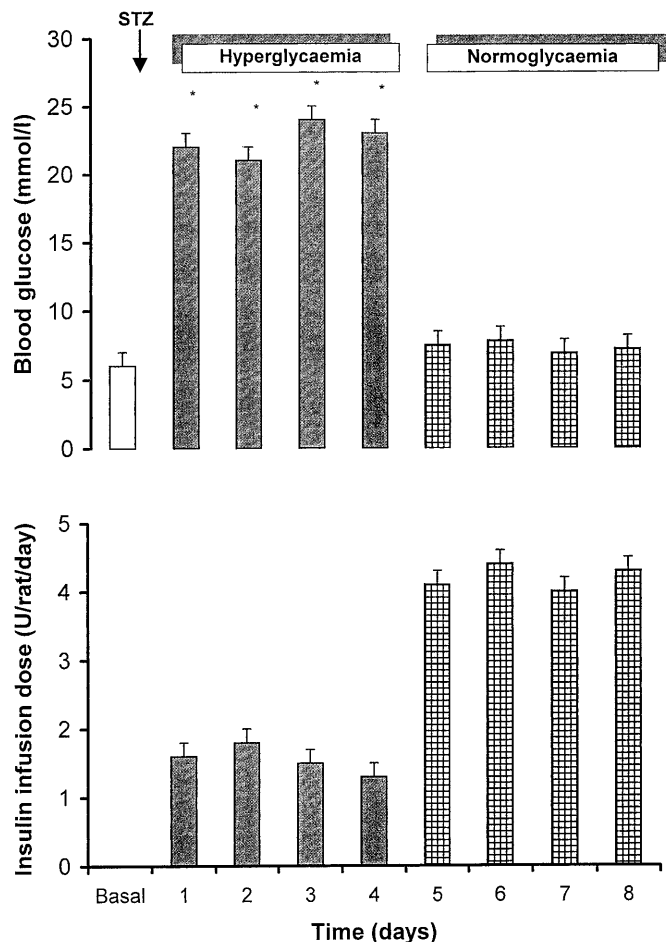 STZ
Hyperglycaemia
Normoglycaemia
* * * *
Blood glucose (mmol/l)
30
25
20
15
10
5
0
Insulin infusion dose (U/rat/day)
5
4
3
2
1
0
Basal 1 2 3 4 5 6 7 8
Time (days)